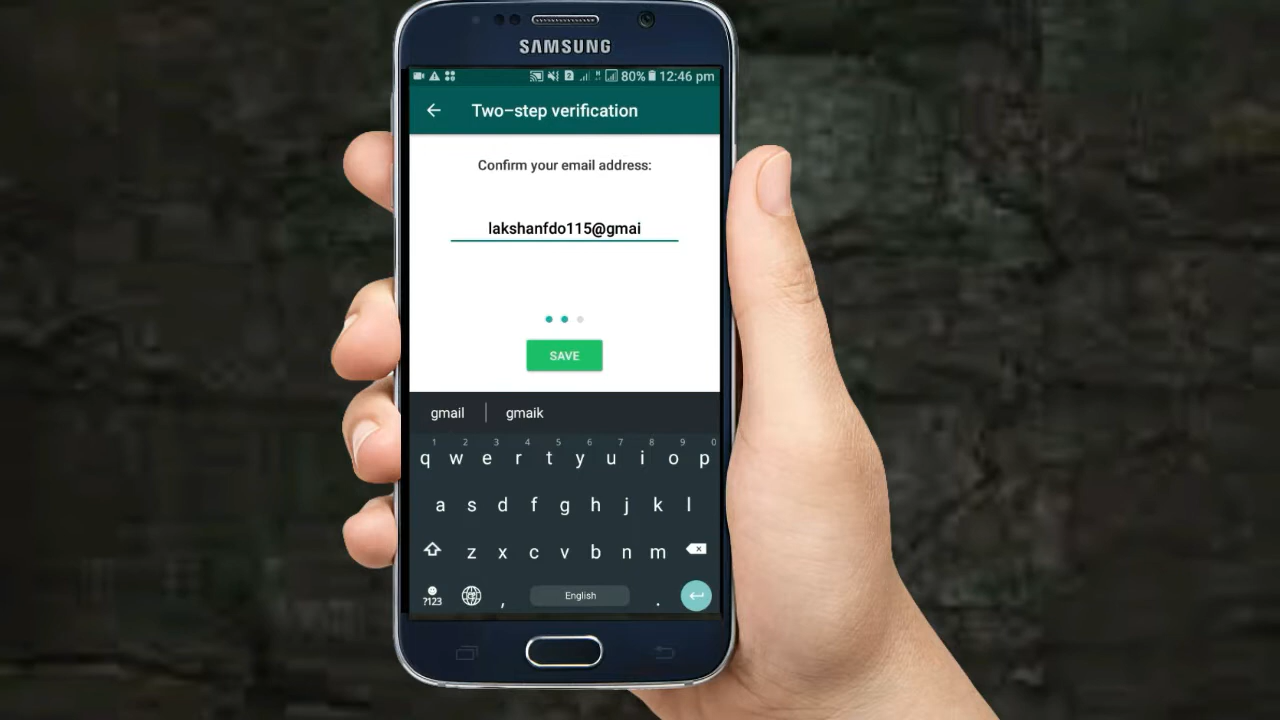 SAMSUNG
2 80% 12:46 pm
Two-step verification
Confirm your email address:
lakshanfdo115@gmai
SAVE
gmail gmaik
1 2 3 4 5 6 7 8 9 0
q w e r t y u i o p
a s d f g h j k l
z x c v b n m
?123 , English .